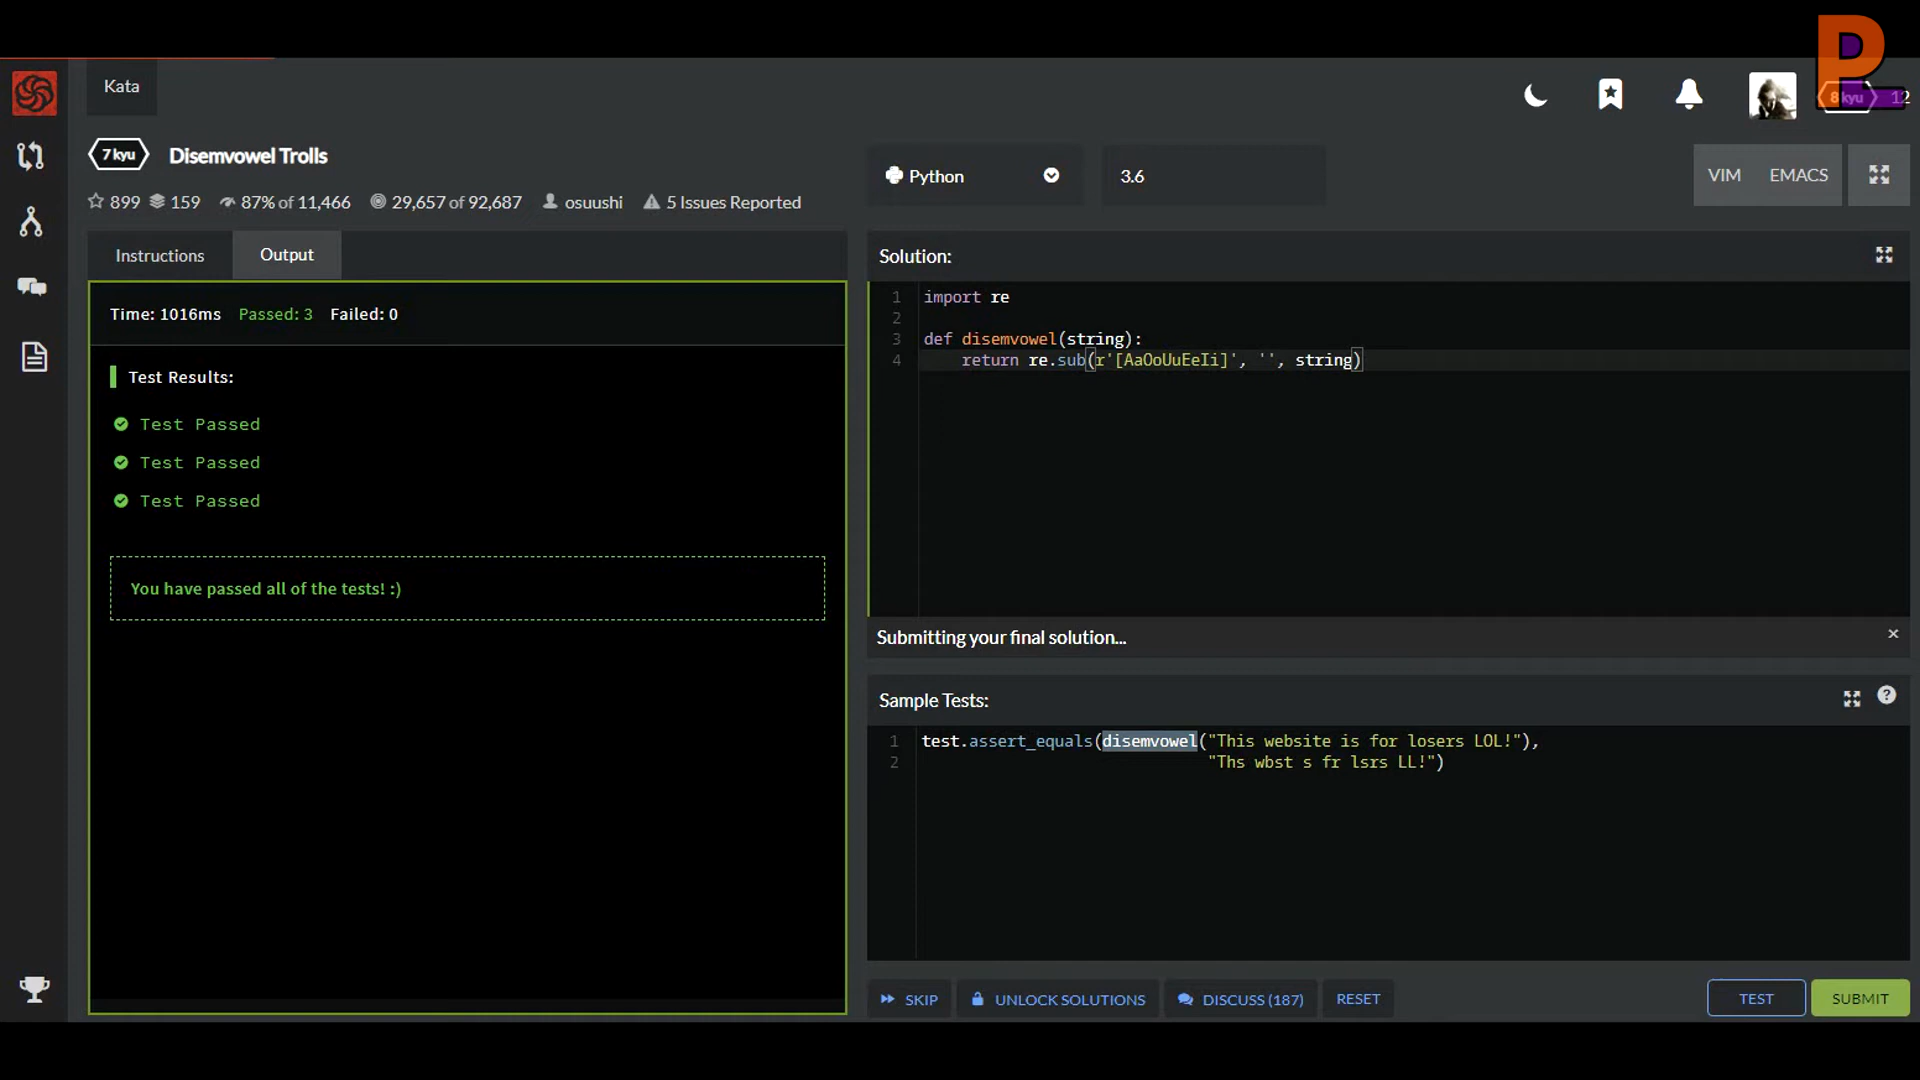 PL
Kata
8 kyu 12
7 kyu Disemvowel Trolls
899 159 87% of 11,466 29,657 of 92,687 osuushi 5 Issues Reported
Python 3.6 VIM EMACS
Instructions Output
Time: 1016ms Passed: 3 Failed: 0
Test Results:
Test Passed
Test Passed
Test Passed
You have passed all of the tests! :)
Solution:
1 import re
2
3 def disemvowel(string):
4 return re.sub(r'[AaOoUuEeIi]', '', string)
Submitting your final solution...
Sample Tests:
1 test.assert_equals(disemvowel("This website is for losers LOL!"),
2 "Ths wbst s fr lsrs LL!")
SKIP UNLOCK SOLUTIONS DISCUSS (187) RESET TEST SUBMIT